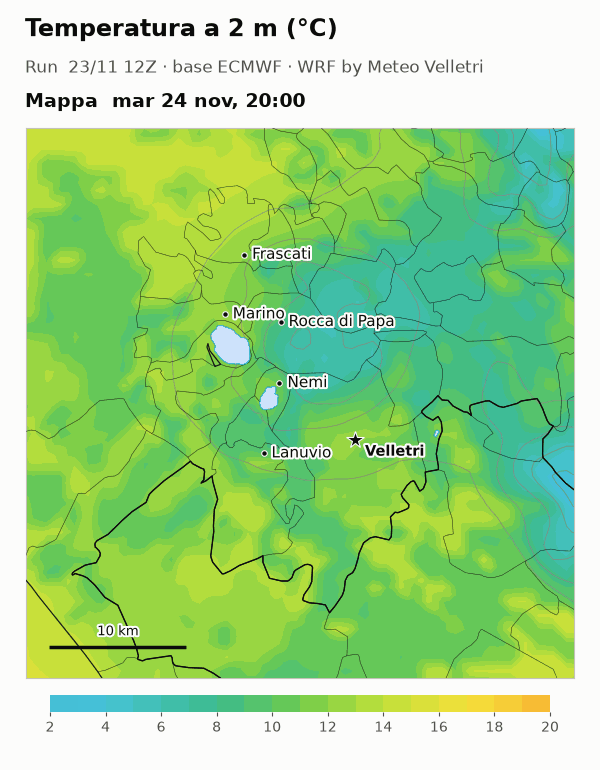 Temperatura a 2 m (°C)
Run  23/11 12Z · base ECMWF · WRF by Meteo Velletri
Mappa  mar 24 nov, 20:00
Frascati
Marino
Rocca di Papa
Nemi
Velletri
Lanuvio
10 km
2 4 6 8 10 12 14 16 18 20